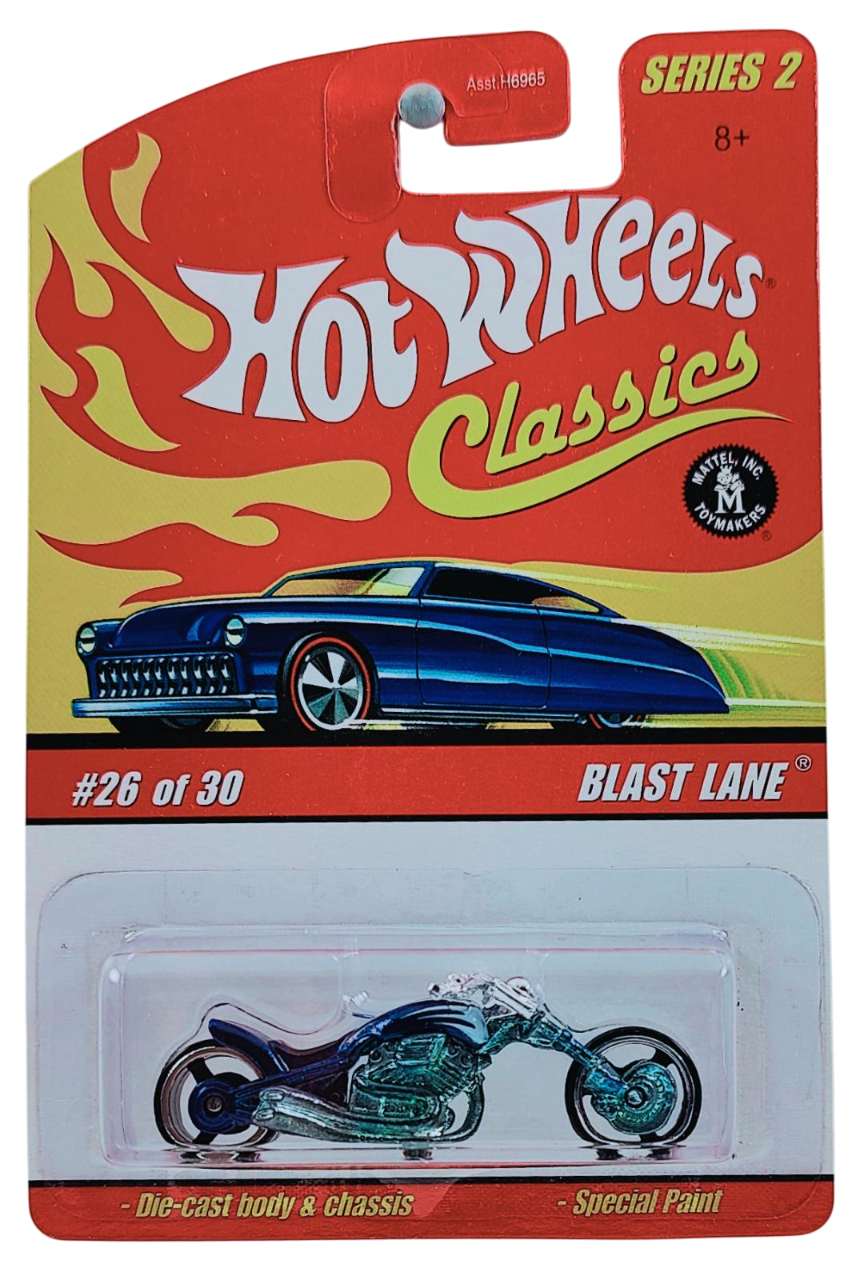 Asst.H6965
SERIES 2
8+
HOT WHEELS®
Classics
MATTEL, INC.
M
TOYMAKERS
®
#26 of 30
BLAST LANE®
- Die-cast body & chassis
- Special Paint